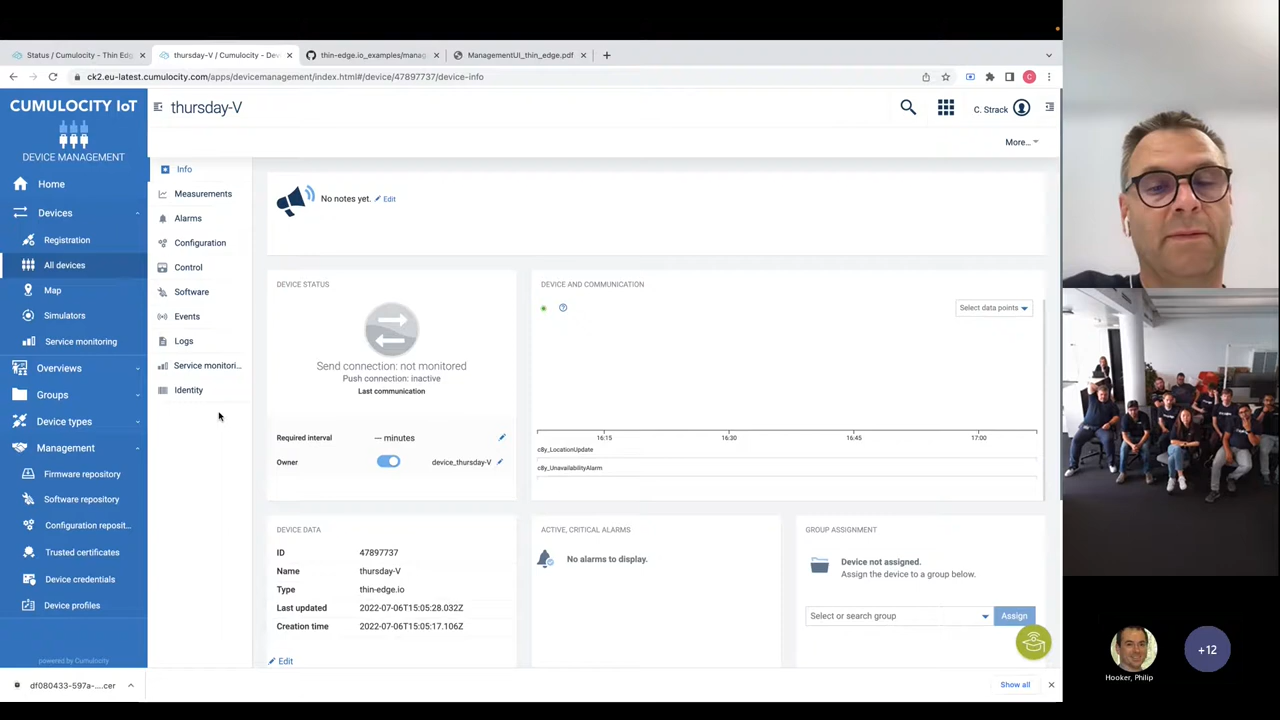 Status / Cumulocity - Thin Ed
thursday-V / Cumulocity - De
thin-edge.io_examples/manag
ManagementUI_thin_edge.pdf
ck2.eu-latest.cumulocity.com/apps/devicemanagement/index.html#/device/47897737/device-info
C
CUMULOCITY IoT
DEVICE MANAGEMENT
Home
Devices
Registration
All devices
Map
Simulators
Service monitoring
Overviews
Groups
Device types
Management
Firmware repository
Software repository
Configuration reposit...
Trusted certificates
Device credentials
Device profiles
powered by Cumulocity
thursday-V
C. Strack
More...
Info
Measurements
Alarms
Configuration
Control
Software
Events
Logs
Service monitori...
Identity
No notes yet. Edit
DEVICE STATUS
Send connection: not monitored
Push connection: inactive
Last communication
Required interval --- minutes
Owner device_thursday-V
DEVICE AND COMMUNICATION
Select data points
16:15 16:30 16:45 17:00
c8y_LocationUpdate
c8y_UnavailabilityAlarm
DEVICE DATA
ID 47897737
Name thursday-V
Type thin-edge.io
Last updated 2022-07-06T15:05:28.032Z
Creation time 2022-07-06T15:05:17.106Z
Edit
ACTIVE, CRITICAL ALARMS
No alarms to display.
GROUP ASSIGNMENT
Device not assigned.
Assign the device to a group below.
Select or search group
Assign
df080433-597a-....cer
Show all
+12
Hooker, Philip